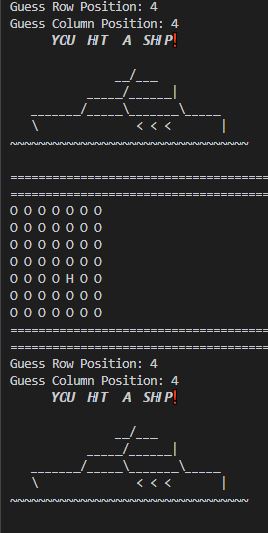 Guess Row Position: 4
Guess Column Position: 4
YOU HIT A SHIP!
__/___
_____/______|
_______/_____\_______\_____
\ < < < |
~~~~~~~~~~~~~~~~~~~~~~~~~~~~~~~~~~
=====================================
=====================================
O O O O O O O
O O O O O O O
O O O O O O O
O O O O O O O
O O O O H O O
O O O O O O O
O O O O O O O
=====================================
=====================================
Guess Row Position: 4
Guess Column Position: 4
YOU HIT A SHIP!
__/___
_____/______|
_______/_____\_______\_____
\ < < < |
~~~~~~~~~~~~~~~~~~~~~~~~~~~~~~~~~~